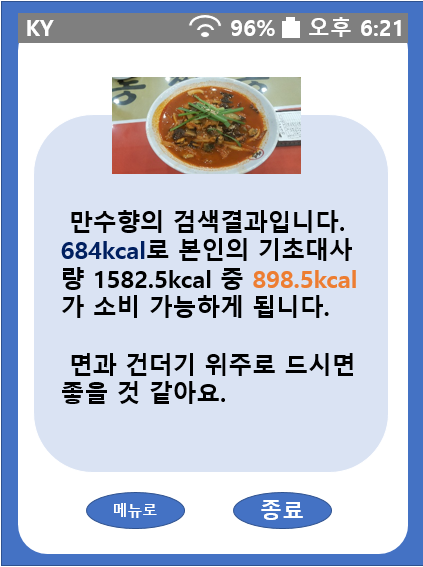 KY 96% 오후 6:21
만수향의 검색결과입니다.
684kcal로 본인의 기초대사
량 1582.5kcal 중 898.5kcal
가 소비 가능하게 됩니다.
면과 건더기 위주로 드시면
좋을 것 같아요.
메뉴로 종료